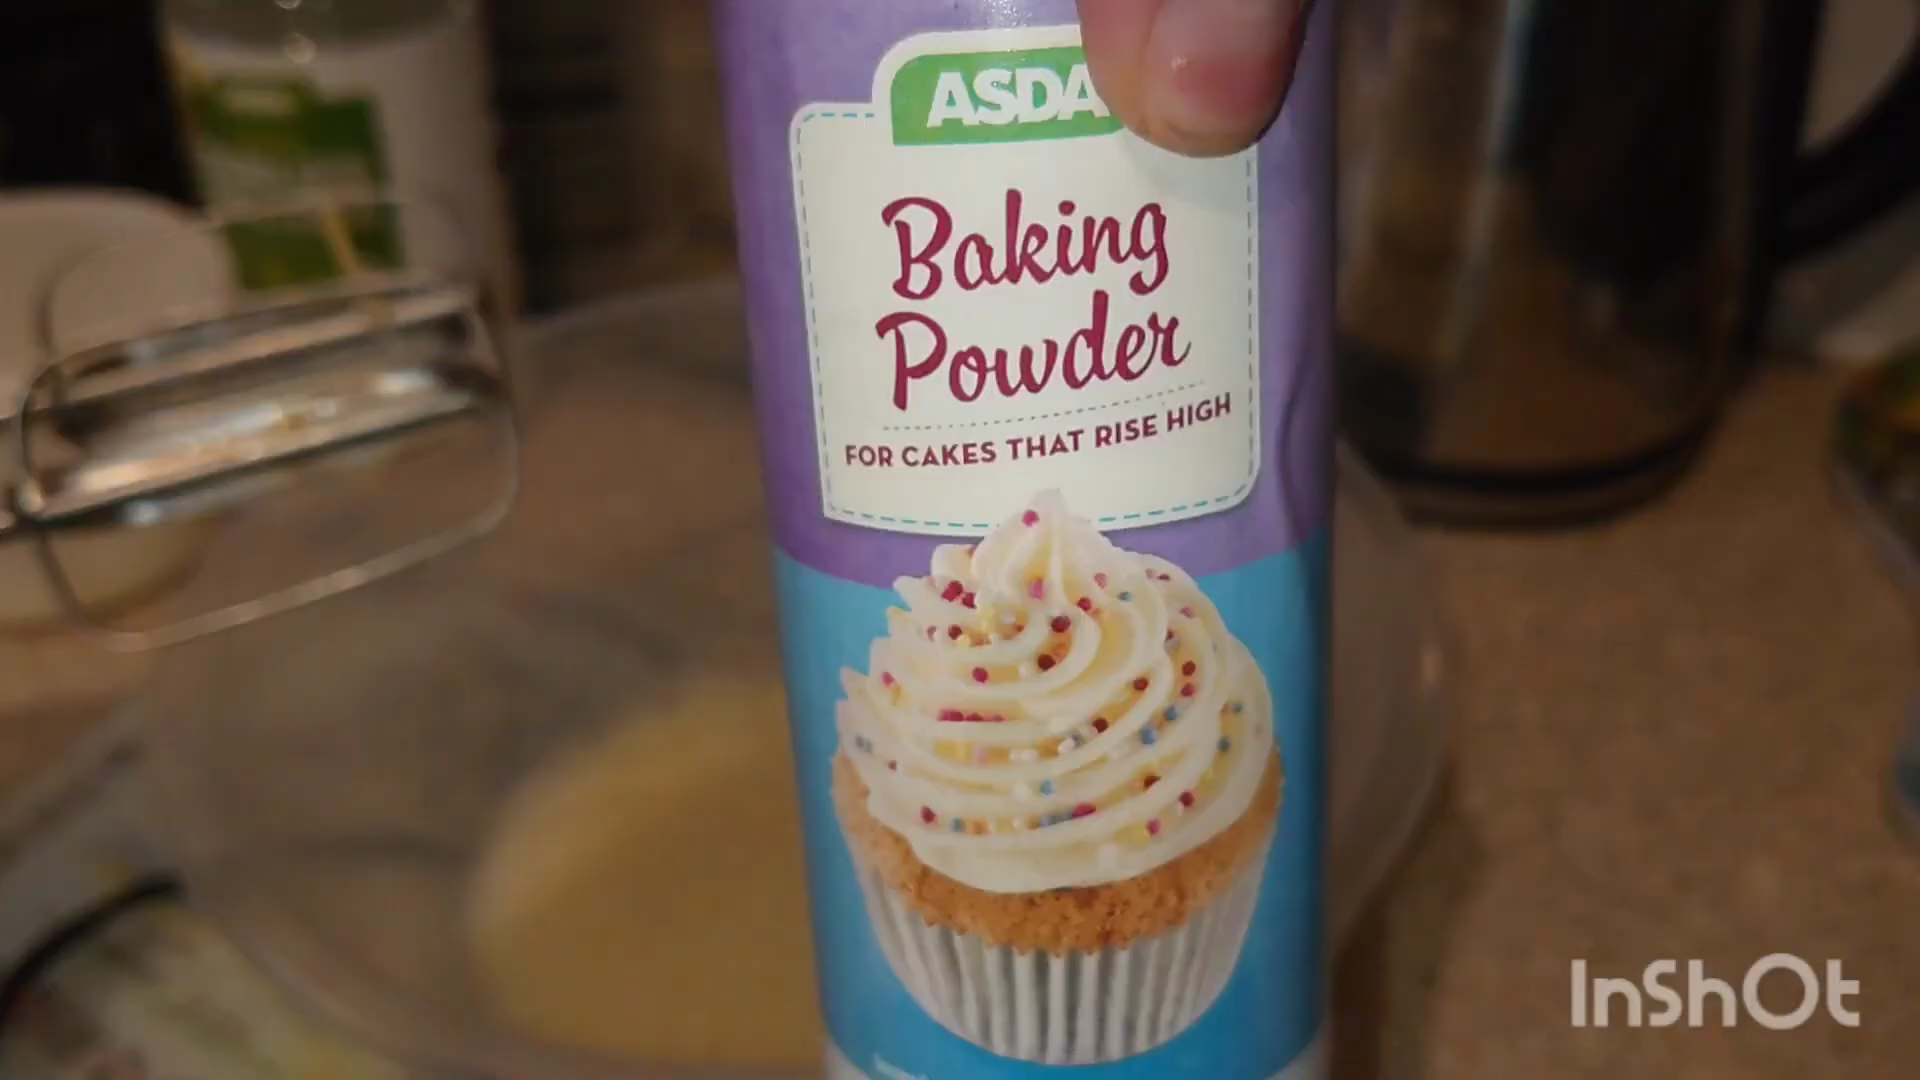 ASDA
Baking
Powder
FOR CAKES THAT RISE HIGH
InShOt